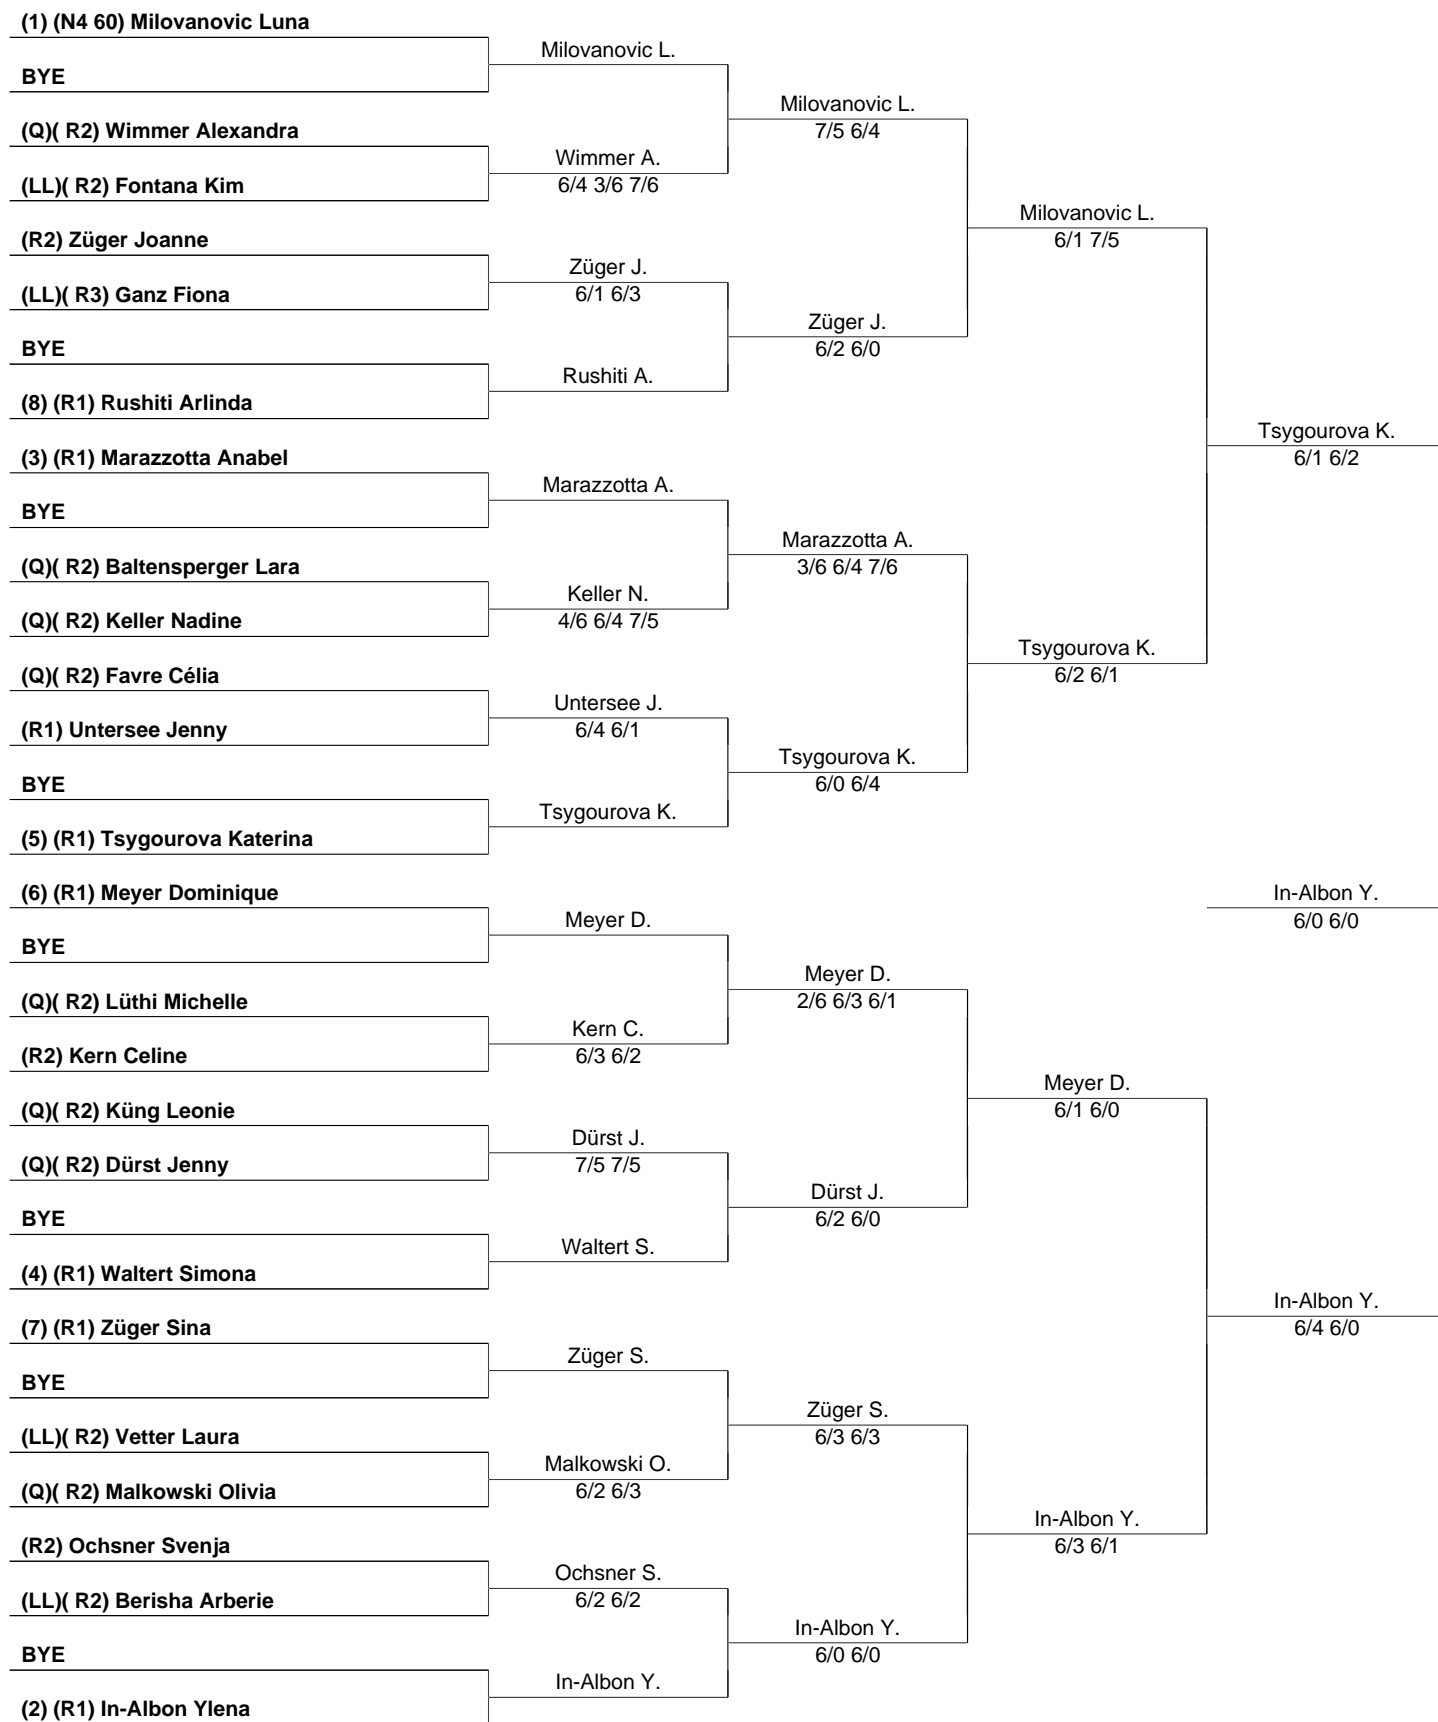 (1) (N4 60) Milovanovic Luna
BYE
(Q)( R2) Wimmer Alexandra
(LL)( R2) Fontana Kim
(R2) Züger Joanne
(LL)( R3) Ganz Fiona
BYE
(8) (R1) Rushiti Arlinda
(3) (R1) Marazzotta Anabel
BYE
(Q)( R2) Baltensperger Lara
(Q)( R2) Keller Nadine
(Q)( R2) Favre Célia
(R1) Untersee Jenny
BYE
(5) (R1) Tsygourova Katerina
(6) (R1) Meyer Dominique
BYE
(Q)( R2) Lüthi Michelle
(R2) Kern Celine
(Q)( R2) Küng Leonie
(Q)( R2) Dürst Jenny
BYE
(4) (R1) Waltert Simona
(7) (R1) Züger Sina
BYE
(LL)( R2) Vetter Laura
(Q)( R2) Malkowski Olivia
(R2) Ochsner Svenja
(LL)( R2) Berisha Arberie
BYE
(2) (R1) In-Albon Ylena
Milovanovic L.
Wimmer A.
6/4 3/6 7/6
Züger J.
6/1 6/3
Rushiti A.
Marazzotta A.
Keller N.
4/6 6/4 7/5
Untersee J.
6/4 6/1
Tsygourova K.
Meyer D.
Kern C.
6/3 6/2
Dürst J.
7/5 7/5
Waltert S.
Züger S.
Malkowski O.
6/2 6/3
Ochsner S.
6/2 6/2
In-Albon Y.
Milovanovic L.
7/5 6/4
Züger J.
6/2 6/0
Marazzotta A.
3/6 6/4 7/6
Tsygourova K.
6/0 6/4
Meyer D.
2/6 6/3 6/1
Dürst J.
6/2 6/0
Züger S.
6/3 6/3
In-Albon Y.
6/0 6/0
Milovanovic L.
6/1 7/5
Tsygourova K.
6/2 6/1
Meyer D.
6/1 6/0
In-Albon Y.
6/3 6/1
Tsygourova K.
6/1 6/2
In-Albon Y.
6/0 6/0
In-Albon Y.
6/4 6/0